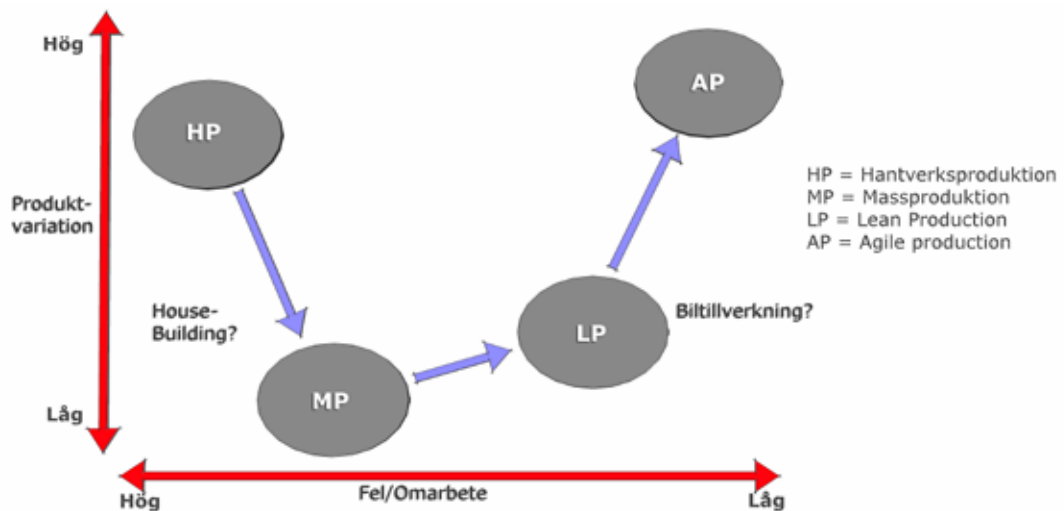 Hög
AP
HP
HP = Hantverksproduktion
MP = Massproduktion
LP = Lean Production
AP = Agile production
Produkt-
variation
House-
Building?
LP
Biltillverkning?
MP
Låg
Hög
Fel/Omarbete
Låg